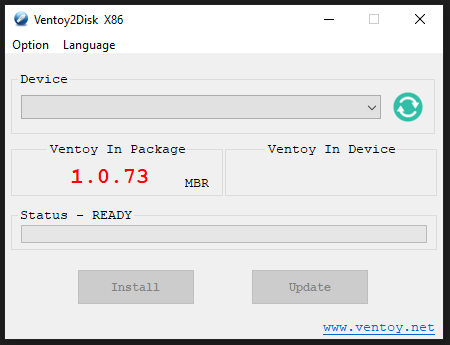 Ventoy2Disk X86
Option Language
Device
Ventoy In Package Ventoy In Device
1.0.73 MBR
Status - READY
Install Update
www.ventoy.net